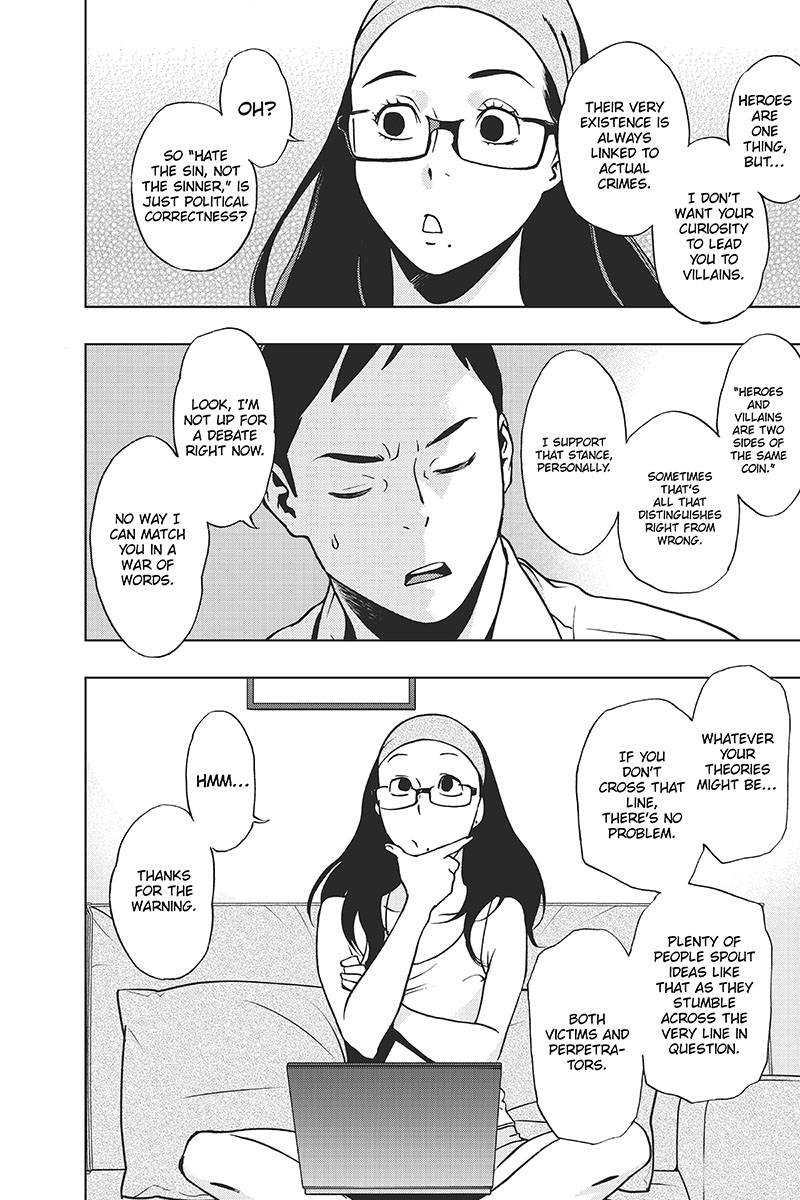 HEROES
ARE
ONE
THING,
BUT...
THEIR VERY
EXISTENCE IS
ALWAYS
LINKED TO
ACTUAL
CRIMES.
I DON'T
WANT YOUR
CURIOSITY
TO LEAD
YOU TO
VILLAINS.
OH?
SO "HATE
THE SIN, NOT
THE SINNER," IS
JUST POLITICAL
CORRECTNESS?
"HEROES
AND
VILLAINS
ARE TWO
SIDES OF
THE SAME
COIN."
SOMETIMES
THAT'S
ALL THAT
DISTINGUISHES
RIGHT FROM
WRONG.
I SUPPORT
THAT STANCE,
PERSONALLY.
LOOK, I'M
NOT UP FOR
A DEBATE
RIGHT NOW.
NO WAY I
CAN MATCH
YOU IN A
WAR OF
WORDS.
WHATEVER
YOUR
THEORIES
MIGHT BE...
IF YOU
DON'T
CROSS THAT
LINE,
THERE'S NO
PROBLEM.
PLENTY OF
PEOPLE SPOUT
IDEAS LIKE
THAT AS THEY
STUMBLE
ACROSS THE
VERY LINE IN
QUESTION.
BOTH
VICTIMS AND
PERPETRA-
TORS.
HMM...
THANKS
FOR THE
WARNING.